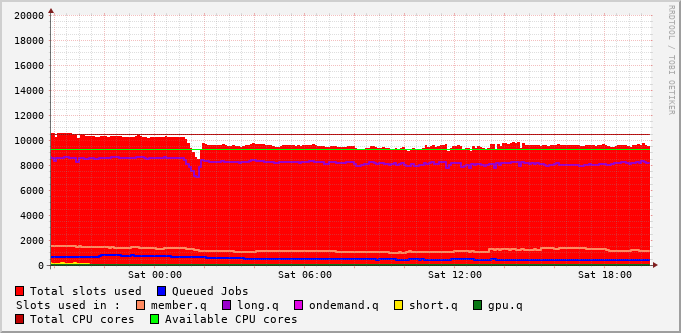 20000
18000
16000
14000
12000
10000
8000
6000
4000
2000
0
Sat 00:00 Sat 06:00 Sat 12:00 Sat 18:00
Total slots used Queued Jobs
Slots used in : member.q long.q ondemand.q short.q gpu.q
Total CPU cores Available CPU cores
RRDTOOL / TOBI OETIKER